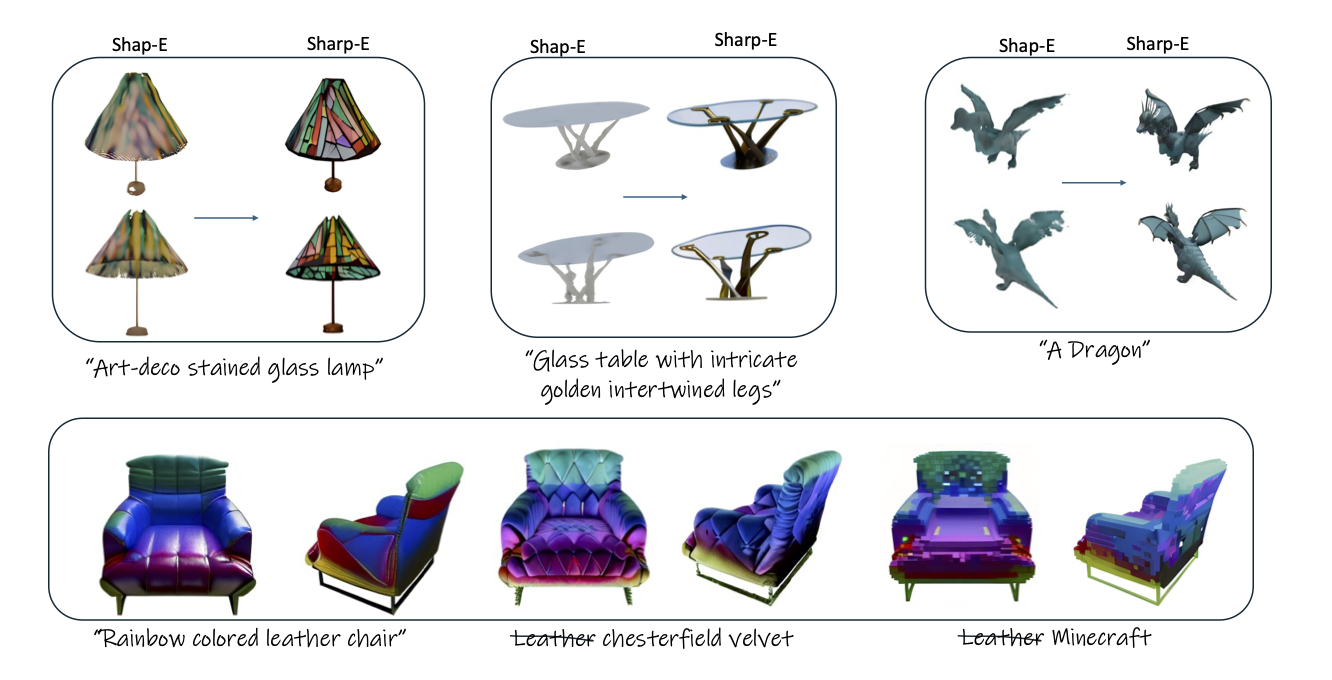 Shap-E
Sharp-E
Shap-E
Sharp-E
Shap-E
Sharp-E
“Art-deco stained glass lamp”
“Glass table with intricate
golden intertwined legs”
“A Dragon”
“Rainbow colored leather chair”
Leather chesterfield velvet
Leather Minecraft